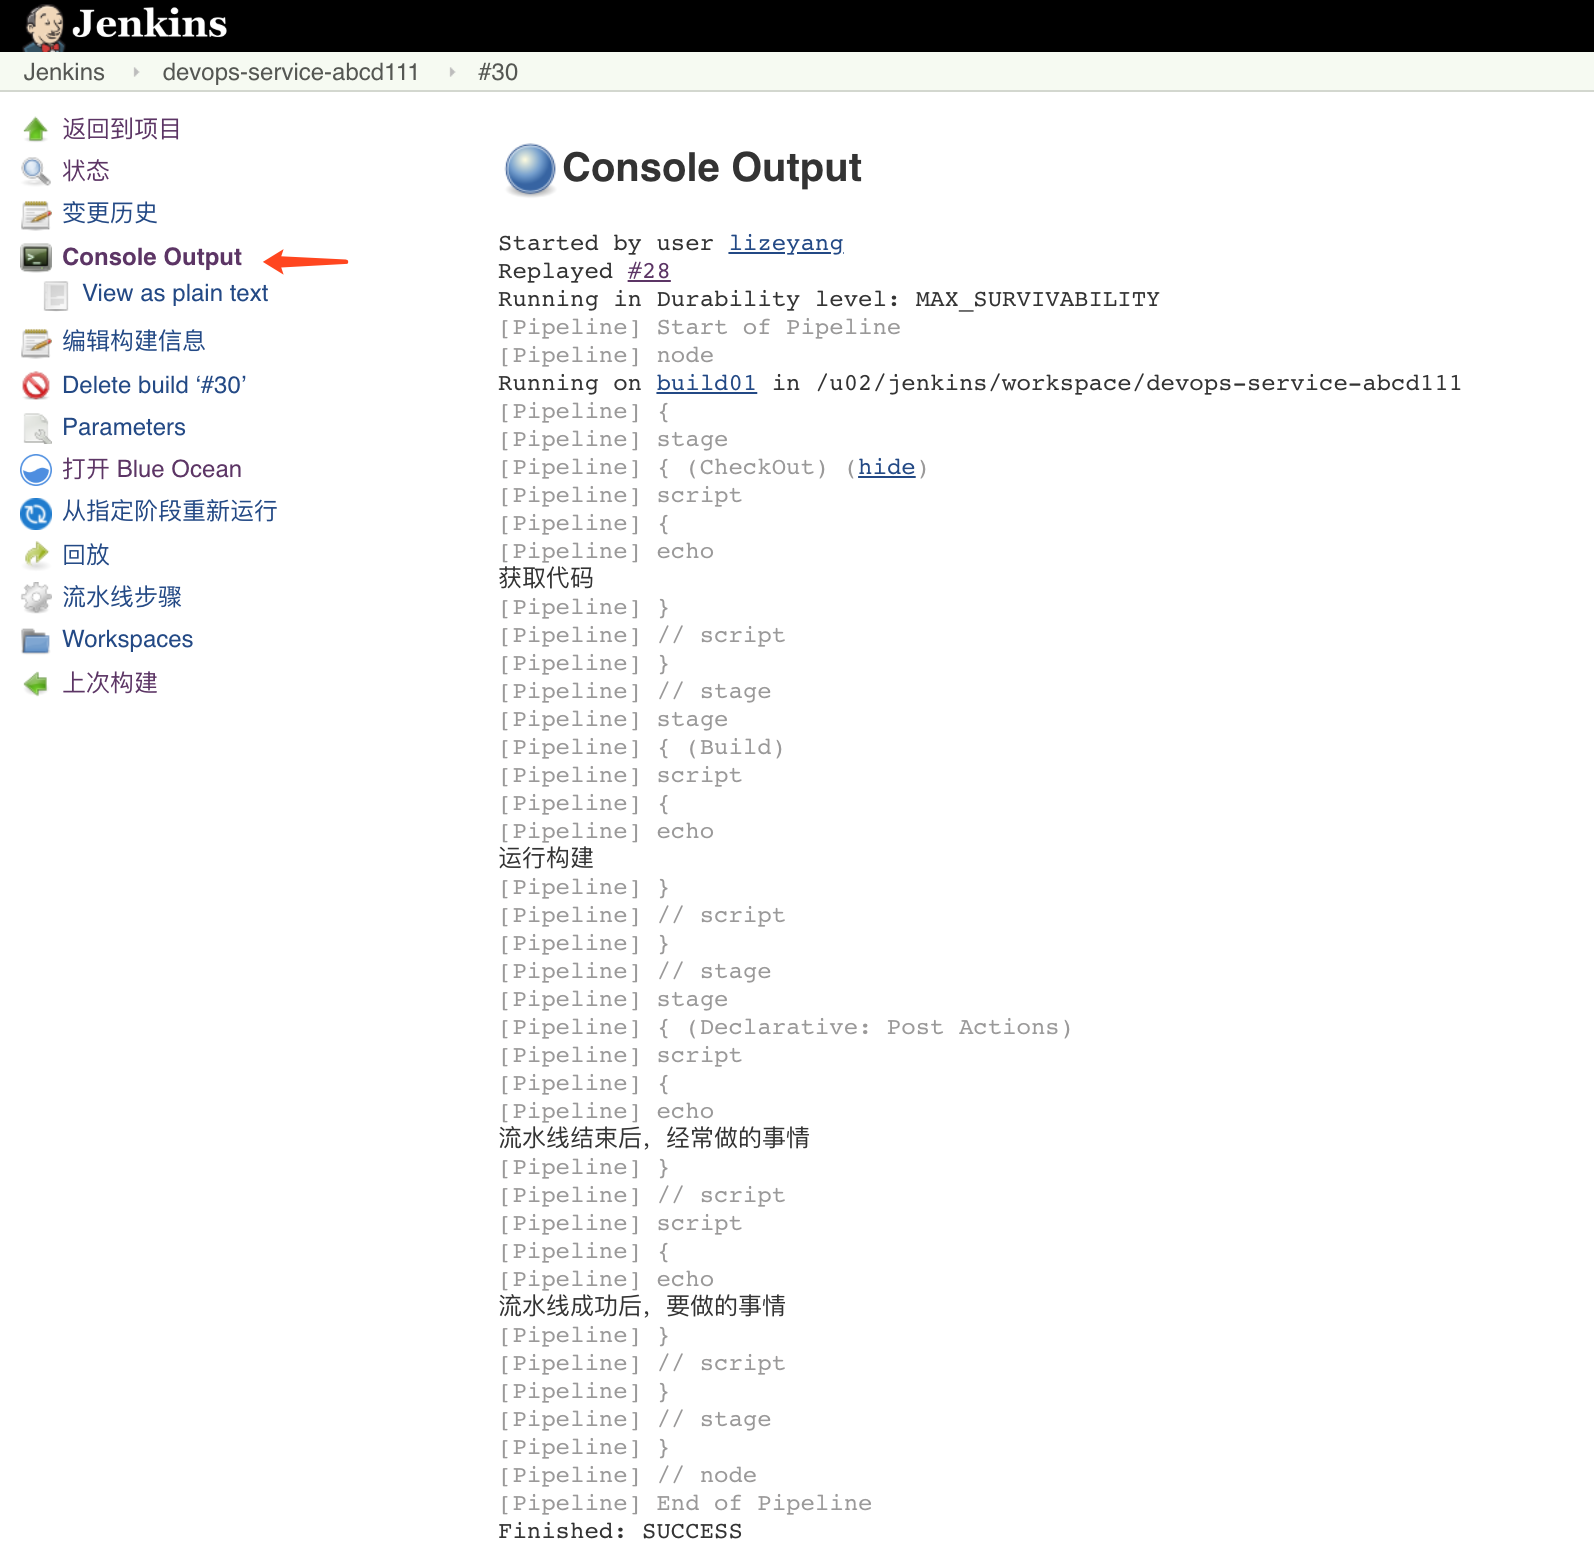 Jenkins
Jenkins devops-service-abcd111 #30
返回到项目
状态
变更历史
Console Output
View as plain text
编辑构建信息
Delete build ‘#30’
Parameters
打开 Blue Ocean
从指定阶段重新运行
回放
流水线步骤
Workspaces
上次构建
Console Output
Started by user lizeyang
Replayed #28
Running in Durability level: MAX_SURVIVABILITY
[Pipeline] Start of Pipeline
[Pipeline] node
Running on build01 in /u02/jenkins/workspace/devops-service-abcd111
[Pipeline] {
[Pipeline] stage
[Pipeline] { (CheckOut) (hide)
[Pipeline] script
[Pipeline] {
[Pipeline] echo
获取代码
[Pipeline] }
[Pipeline] // script
[Pipeline] }
[Pipeline] // stage
[Pipeline] stage
[Pipeline] { (Build)
[Pipeline] script
[Pipeline] {
[Pipeline] echo
运行构建
[Pipeline] }
[Pipeline] // script
[Pipeline] }
[Pipeline] // stage
[Pipeline] stage
[Pipeline] { (Declarative: Post Actions)
[Pipeline] script
[Pipeline] {
[Pipeline] echo
流水线结束后，经常做的事情
[Pipeline] }
[Pipeline] // script
[Pipeline] script
[Pipeline] {
[Pipeline] echo
流水线成功后，要做的事情
[Pipeline] }
[Pipeline] // script
[Pipeline] }
[Pipeline] // stage
[Pipeline] }
[Pipeline] // node
[Pipeline] End of Pipeline
Finished: SUCCESS